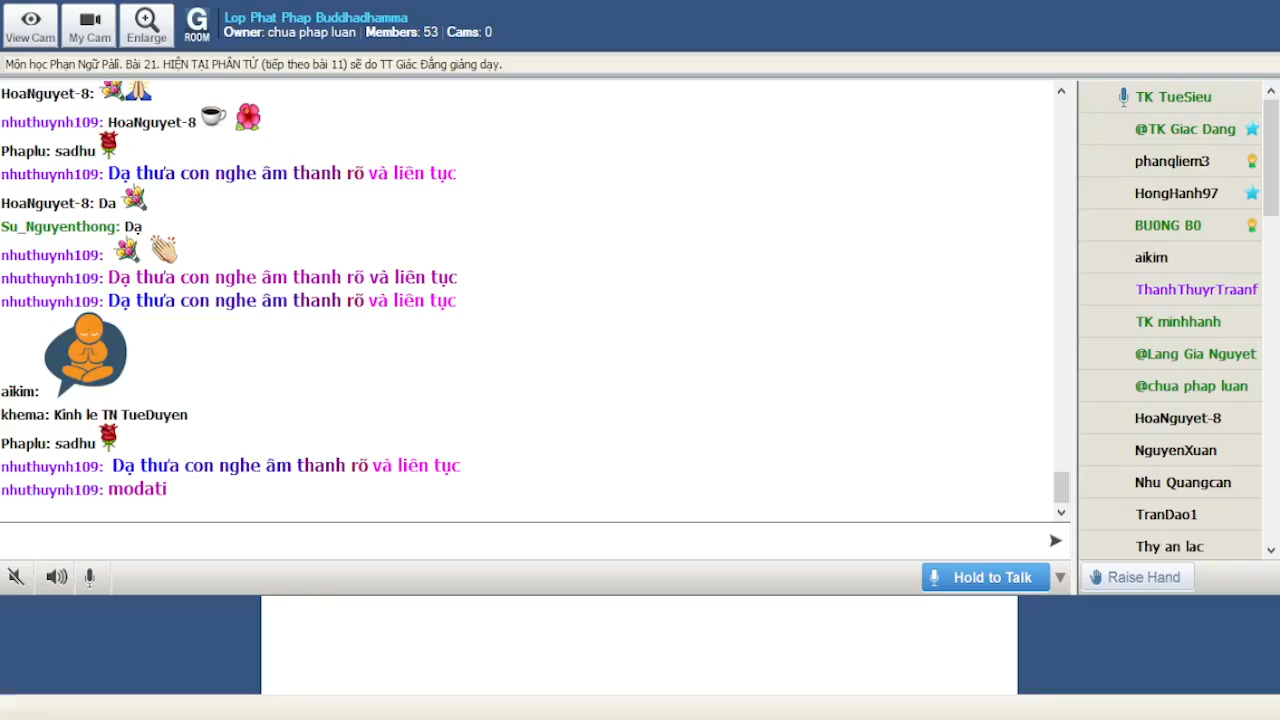 View Cam
My Cam
Enlarge
G
ROOM
Lop Phat Phap Buddhadhamma
Owner: chua phap luan | Members: 53 | Cams: 0
Môn học Phạn Ngữ Pāli. Bài 21. HIỆN TẠI PHÂN TỪ (tiếp theo bài 11) sẽ do TT Giác Đẳng giảng dạy.
HoaNguyet-8:
nhuthuynh109: HoaNguyet-8
Phaplu: sadhu
nhuthuynh109: Dạ thưa con nghe âm thanh rõ và liên tục
HoaNguyet-8: Da
Su_Nguyenthong: Dạ
nhuthuynh109:
nhuthuynh109: Dạ thưa con nghe âm thanh rõ và liên tục
nhuthuynh109: Dạ thưa con nghe âm thanh rõ và liên tục
aikim:
khema: Kinh le TN TueDuyen
Phaplu: sadhu
nhuthuynh109: Dạ thưa con nghe âm thanh rõ và liên tục
nhuthuynh109: modati
TK TueSieu
@TK Giac Dang
phanqliem3
HongHanh97
BU0NG B0
aikim
ThanhThuyrTraanf
TK minhhanh
@Lang Gia Nguyet
@chua phap luan
HoaNguyet-8
NguyenXuan
Nhu Quangcan
TranDao1
Thy an lac
Hold to Talk
Raise Hand